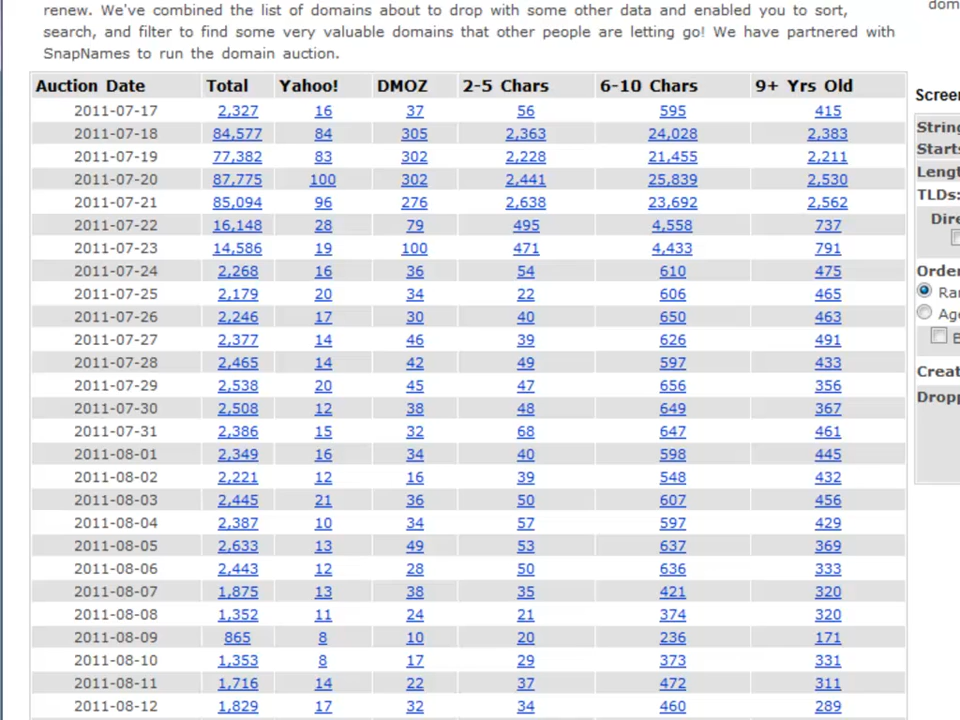 renew. We've combined the list of domains about to drop with some other data and enabled you to sort,
search, and filter to find some very valuable domains that other people are letting go! We have partnered with
SnapNames to run the domain auction.
Auction Date Total Yahoo! DMOZ 2-5 Chars 6-10 Chars 9+ Yrs Old
2011-07-17 2,327 16 37 56 595 415
2011-07-18 84,577 84 305 2,363 24,028 2,383
2011-07-19 77,382 83 302 2,228 21,455 2,211
2011-07-20 87,775 100 302 2,441 25,839 2,530
2011-07-21 85,094 96 276 2,638 23,692 2,562
2011-07-22 16,148 28 79 495 4,558 737
2011-07-23 14,586 19 100 471 4,433 791
2011-07-24 2,268 16 36 54 610 475
2011-07-25 2,179 20 34 22 606 465
2011-07-26 2,246 17 30 40 650 463
2011-07-27 2,377 14 46 39 626 491
2011-07-28 2,465 14 42 49 597 433
2011-07-29 2,538 20 45 47 656 356
2011-07-30 2,508 12 38 48 649 367
2011-07-31 2,386 15 32 68 647 461
2011-08-01 2,349 16 34 40 598 445
2011-08-02 2,221 12 16 39 548 432
2011-08-03 2,445 21 36 50 607 456
2011-08-04 2,387 10 34 57 597 429
2011-08-05 2,633 13 49 53 637 369
2011-08-06 2,443 12 28 50 636 333
2011-08-07 1,875 13 38 35 421 320
2011-08-08 1,352 11 24 21 374 320
2011-08-09 865 8 10 20 236 171
2011-08-10 1,353 8 17 29 373 331
2011-08-11 1,716 14 22 37 472 311
2011-08-12 1,829 17 32 34 460 289
dom
Scree
String
Starts
Lengt
TLDs:
Dire
Order
Ra
Age
B
Creat
Dropp